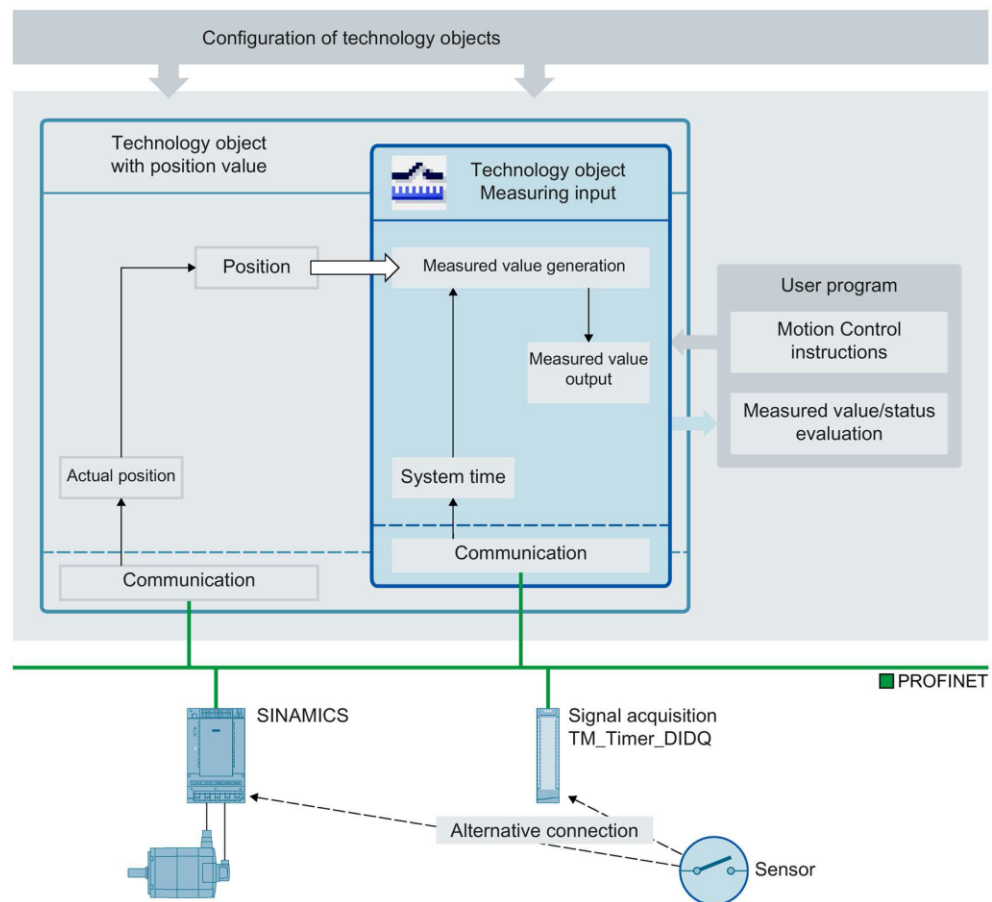 Configuration of technology objects
Technology object
with position value
Technology object
Measuring input
Position
Measured value generation
User program
Motion Control
instructions
Measured value
output
Measured value/status
evaluation
Actual position
System time
Communication
Communication
PROFINET
SINAMICS
Signal acquisition
TM_Timer_DIDQ
Alternative connection
Sensor